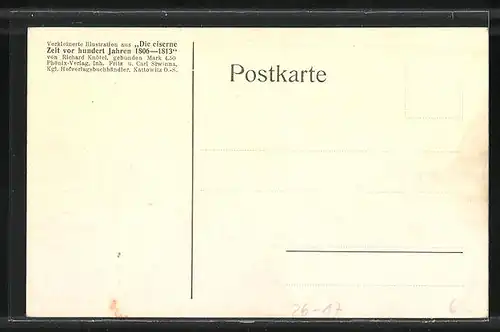 Verkleinerte Illustration aus „Die eiserne
Zeit vor hundert Jahren 1806—1813“
von Richard Knötel, gebunden Mark 4.50
Phönix-Verlag, Inh. Fritz u. Carl Siwinna,
Kgl. Hofverlagsbuchhändler, Kattowitz O.-S.
Postkarte
26-17
6